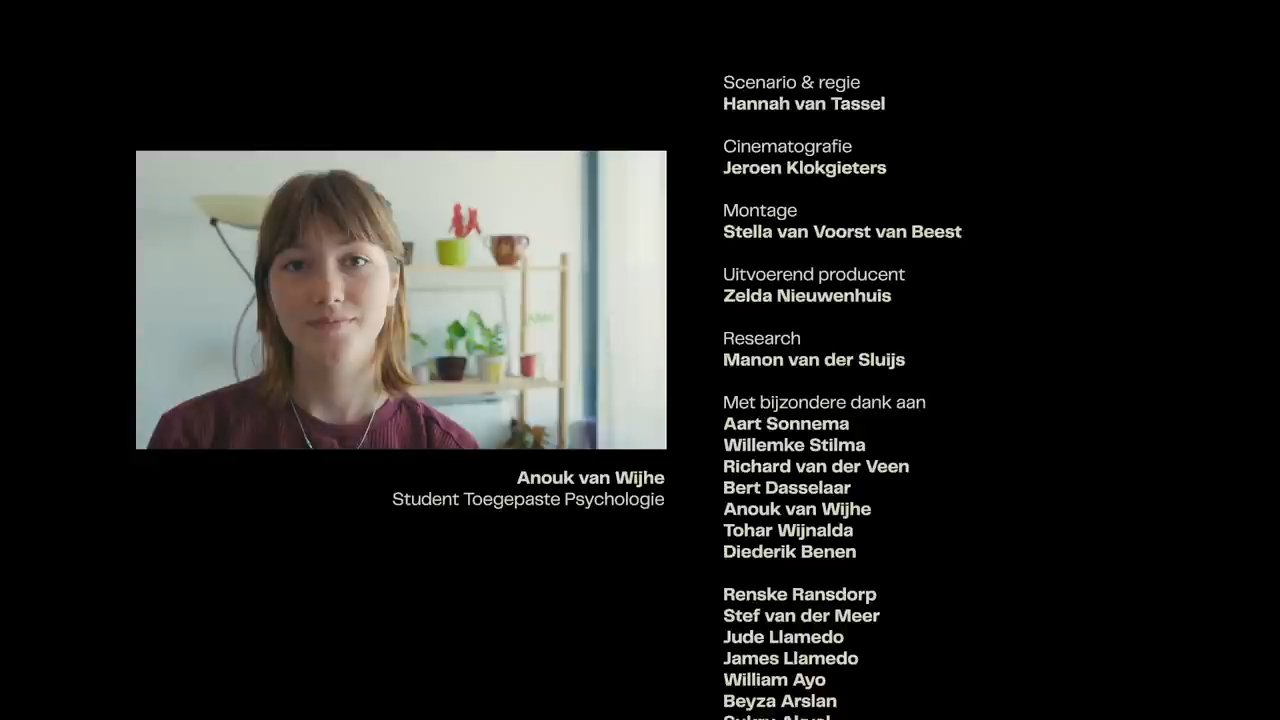 Anouk van Wijhe
Student Toegepaste Psychologie
Scenario & regie
Hannah van Tassel
Cinematografie
Jeroen Klokgieters
Montage
Stella van Voorst van Beest
Uitvoerend producent
Zelda Nieuwenhuis
Research
Manon van der Sluijs
Met bijzondere dank aan
Aart Sonnema
Willemke Stilma
Richard van der Veen
Bert Dasselaar
Anouk van Wijhe
Tohar Wijnalda
Diederik Benen
Renske Ransdorp
Stef van der Meer
Jude Llamedo
James Llamedo
William Ayo
Beyza Arslan